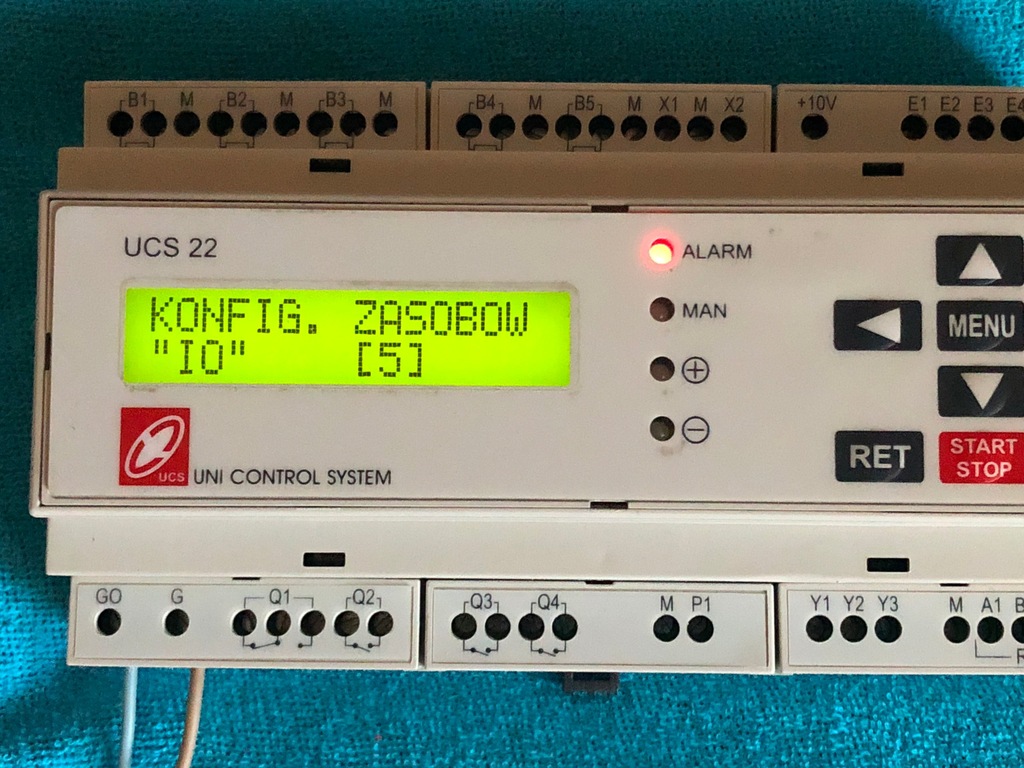 B1 M B2 M B3 M
B4 M B5 M X1 M X2
+10V E1 E2 E3 E4
UCS 22
ALARM
KONFIG. ZASOBOW
"IO" [5]
MAN
MENU
RET
START
STOP
UCS UNI CONTROL SYSTEM
GO G Q1 Q2
Q3 Q4 M P1
Y1 Y2 Y3 M A1